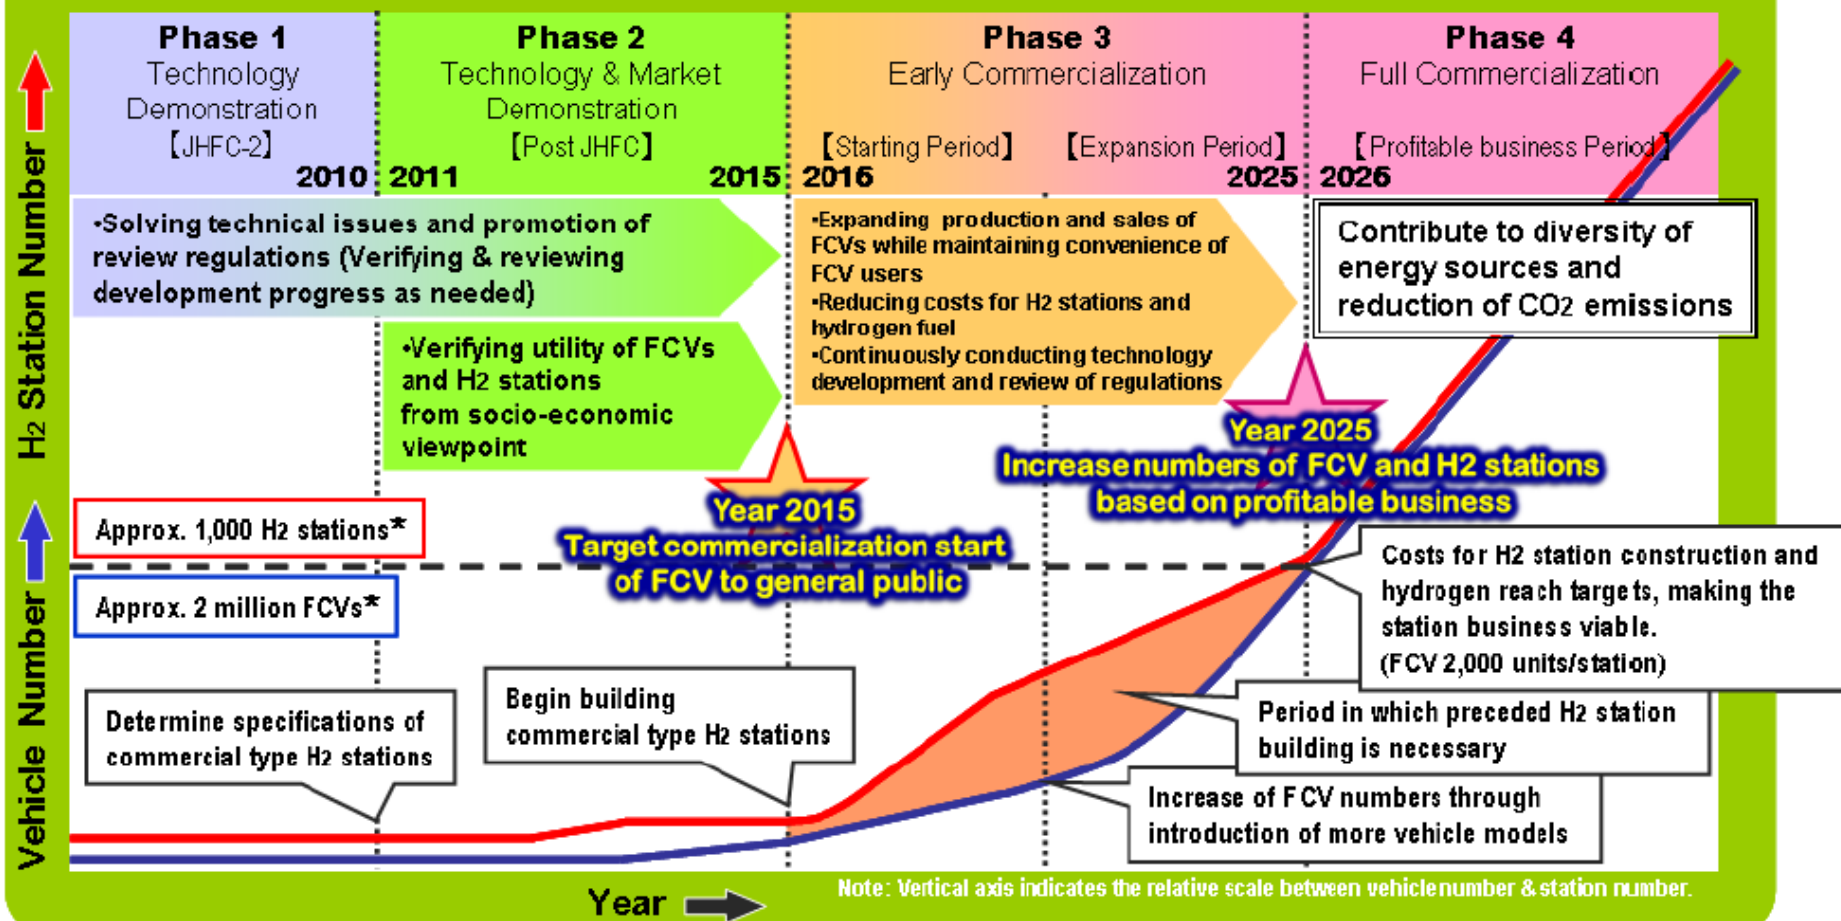 Phase 1
Technology
Demonstration
【JHFC-2】
2010
Phase 2
Technology & Market
Demonstration
【Post JHFC】
2011
2015
Phase 3
Early Commercialization
【Starting Period】
【Expansion Period】
2016
2025
Phase 4
Full Commercialization
【Profitable business Period】
2026
•Solving technical issues and promotion of
review regulations (Verifying & reviewing
development progress as needed)
•Verifying utility of FCVs
and H2 stations
from socio-economic
viewpoint
•Expanding production and sales of
FCVs while maintaining convenience of
FCV users
•Reducing costs for H2 stations and
hydrogen fuel
•Continuously conducting technology
development and review of regulations
Contribute to diversity of
energy sources and
reduction of CO2 emissions
Year 2025
Increase numbers of FCV and H2 stations
based on profitable business
Year 2015
Target commercialization start
of FCV to general public
Approx. 1,000 H2 stations*
Approx. 2 million FCVs*
Costs for H2 station construction and
hydrogen reach targets, making the
station business viable.
(FCV 2,000 units/station)
Determine specifications of
commercial type H2 stations
Begin building
commercial type H2 stations
Period in which preceded H2 station
building is necessary
Increase of FCV numbers through
introduction of more vehicle models
H2 Station Number
Vehicle Number
Note: Vertical axis indicates the relative scale between vehicle number & station number.
Year